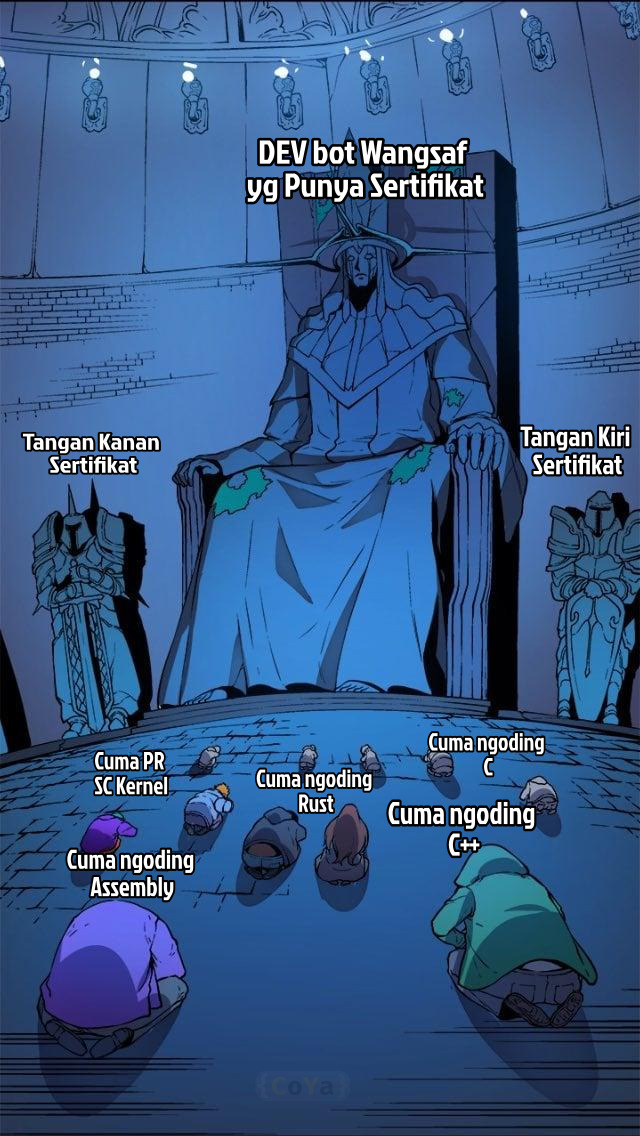 DEV bot Wangsaf
yg Punya Sertifikat
Tangan Kanan
Sertifikat
Tangan Kiri
Sertifikat
Cuma PR
SC Kernel
Cuma ngoding
Rust
Cuma ngoding
C
Cuma ngoding
C++
Cuma ngoding
Assembly
CoYa